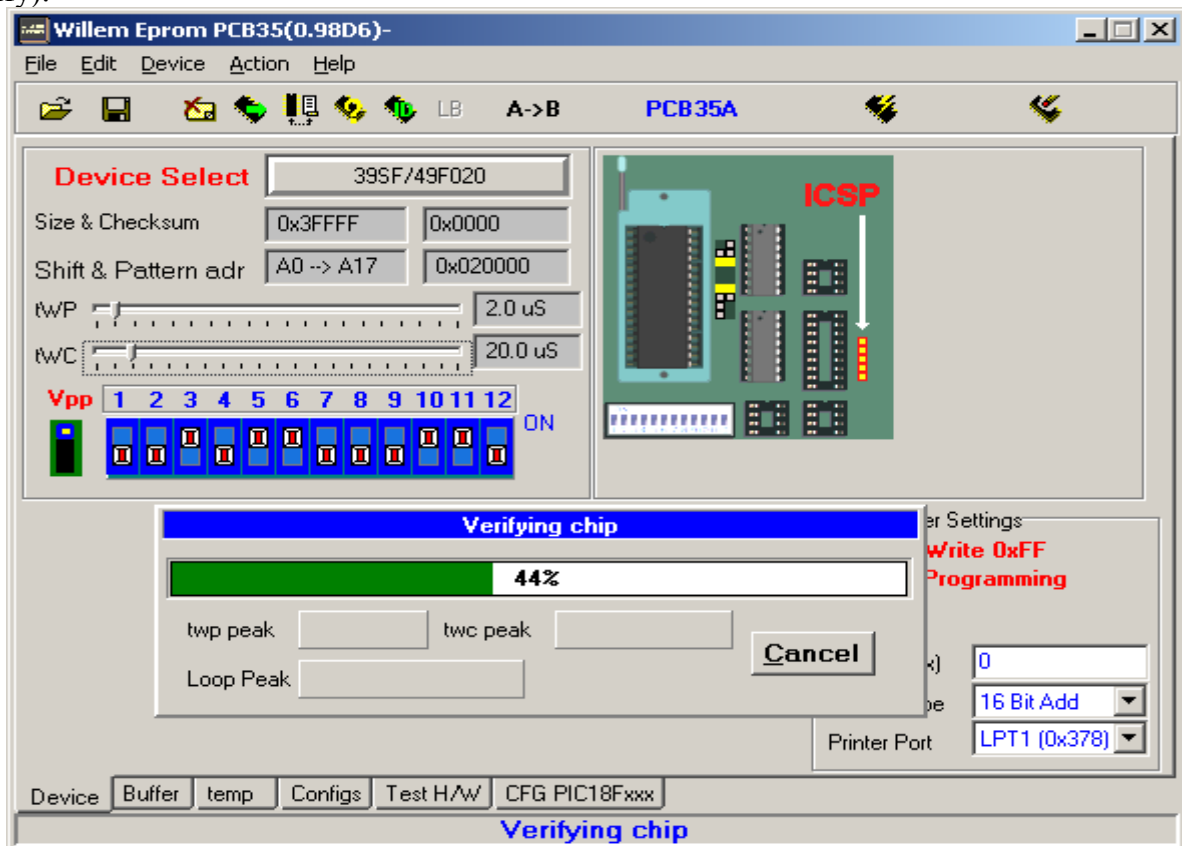 ry).
Willem Eprom PCB35(0.98D6)-
File Edit Device Action Help
LB A->B PCB35A
Device Select 39SF/49F020
Size & Checksum 0x3FFFF 0x0000
Shift & Pattern adr A0 --> A17 0x020000
tWP 2.0 uS
tWC 20.0 uS
Vpp 1 2 3 4 5 6 7 8 9 10 11 12
ON
ICSP
Verifying chip
44%
twp peak twc peak
Loop Peak
Cancel
er Settings
Write 0xFF
Programming
x) 0
pe 16 Bit Add
Printer Port LPT1 (0x378)
Device Buffer temp Configs Test H/W CFG PIC18Fxxx
Verifying chip